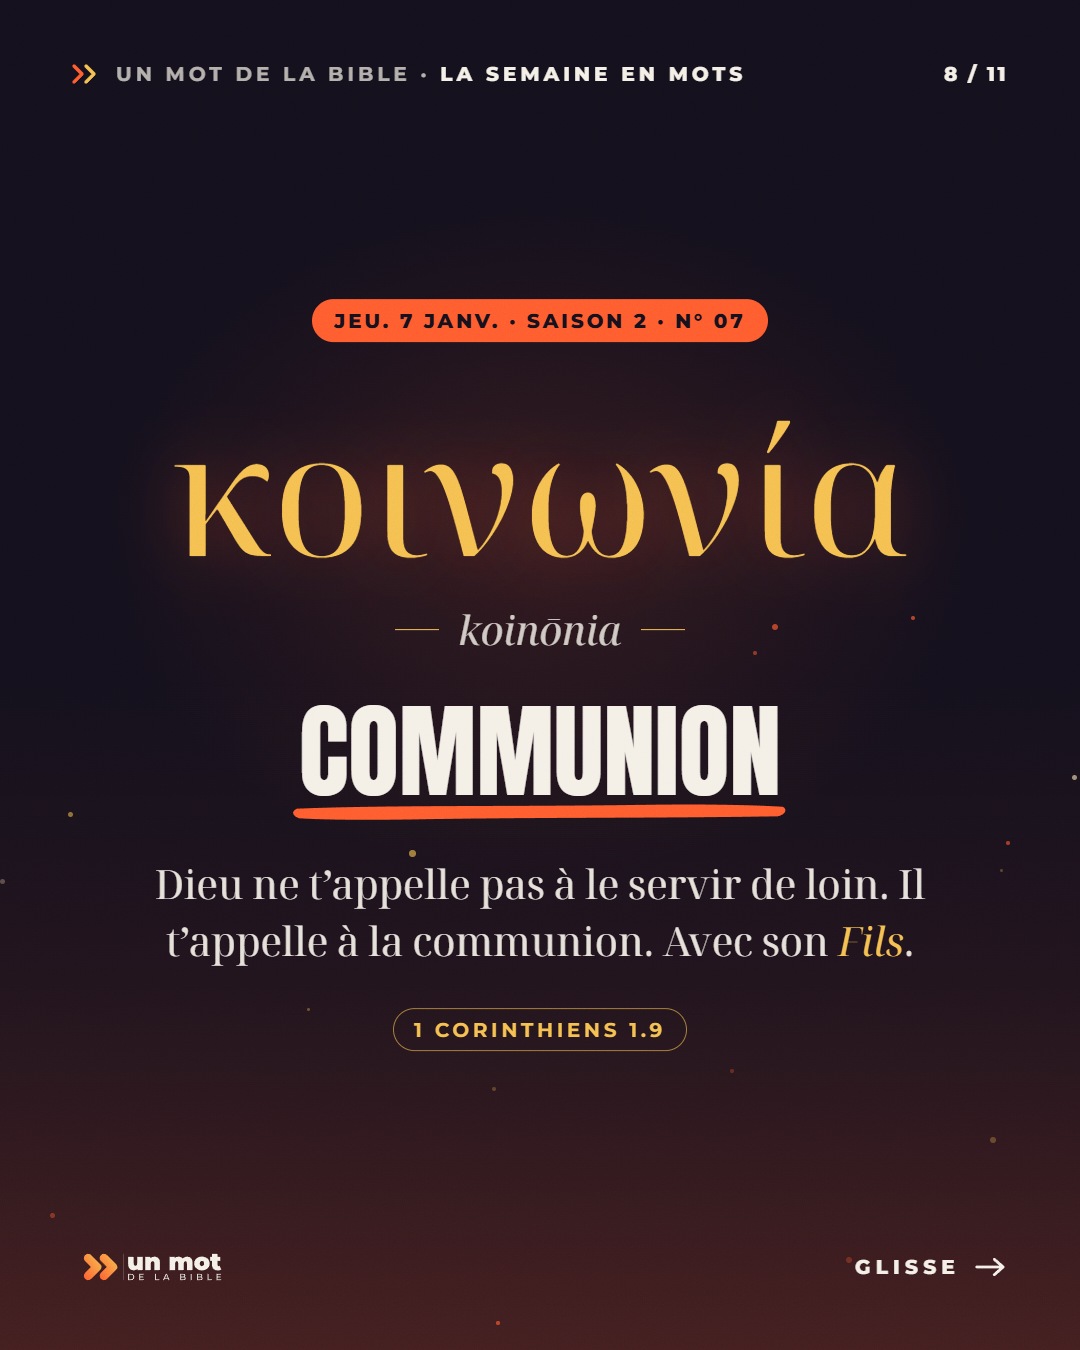 UN MOT DE LA BIBLE · LA SEMAINE EN MOTS
8 / 11
JEU. 7 JANV. · SAISON 2 · N° 07
κοινωνία
koinōnia
COMMUNION
Dieu ne t’appelle pas à le servir de loin. Il
t’appelle à la communion. Avec son Fils.
1 CORINTHIENS 1.9
un mot
DE LA BIBLE
GLISSE →